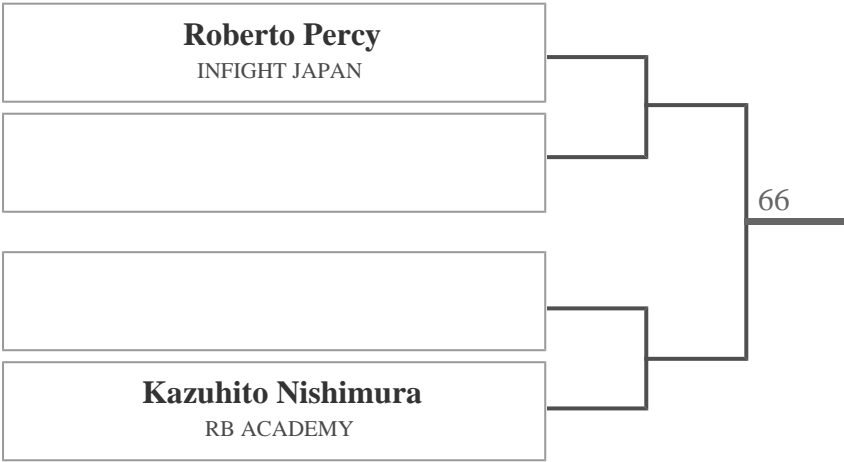 Roberto Percy
INFIGHT JAPAN
66
Kazuhito Nishimura
RB ACADEMY